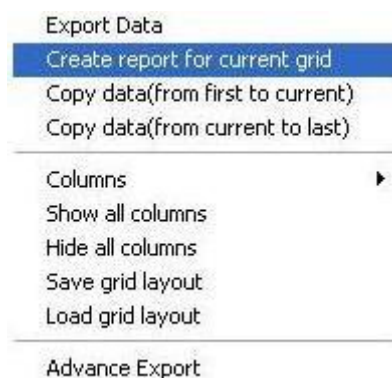 Export Data
Create report for current grid
Copy data(from first to current)
Copy data(from current to last)
Columns
Show all columns
Hide all columns
Save grid layout
Load grid layout
Advance Export